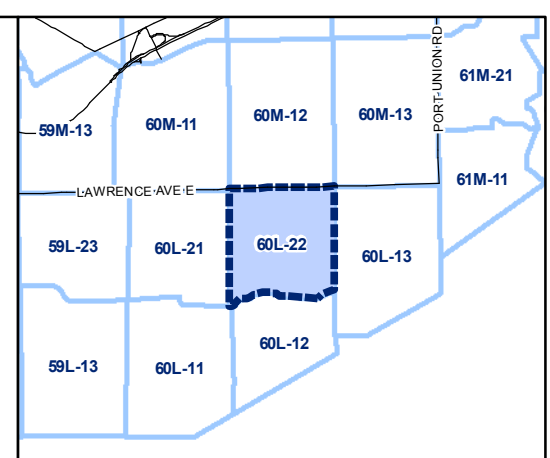 PORT UNION RD
61M-21
60M-12
60M-13
60M-11
59M-13
61M-11
LAWRENCE AVE E
59L-23
60L-21
60L-22
60L-13
60L-12
59L-13
60L-11